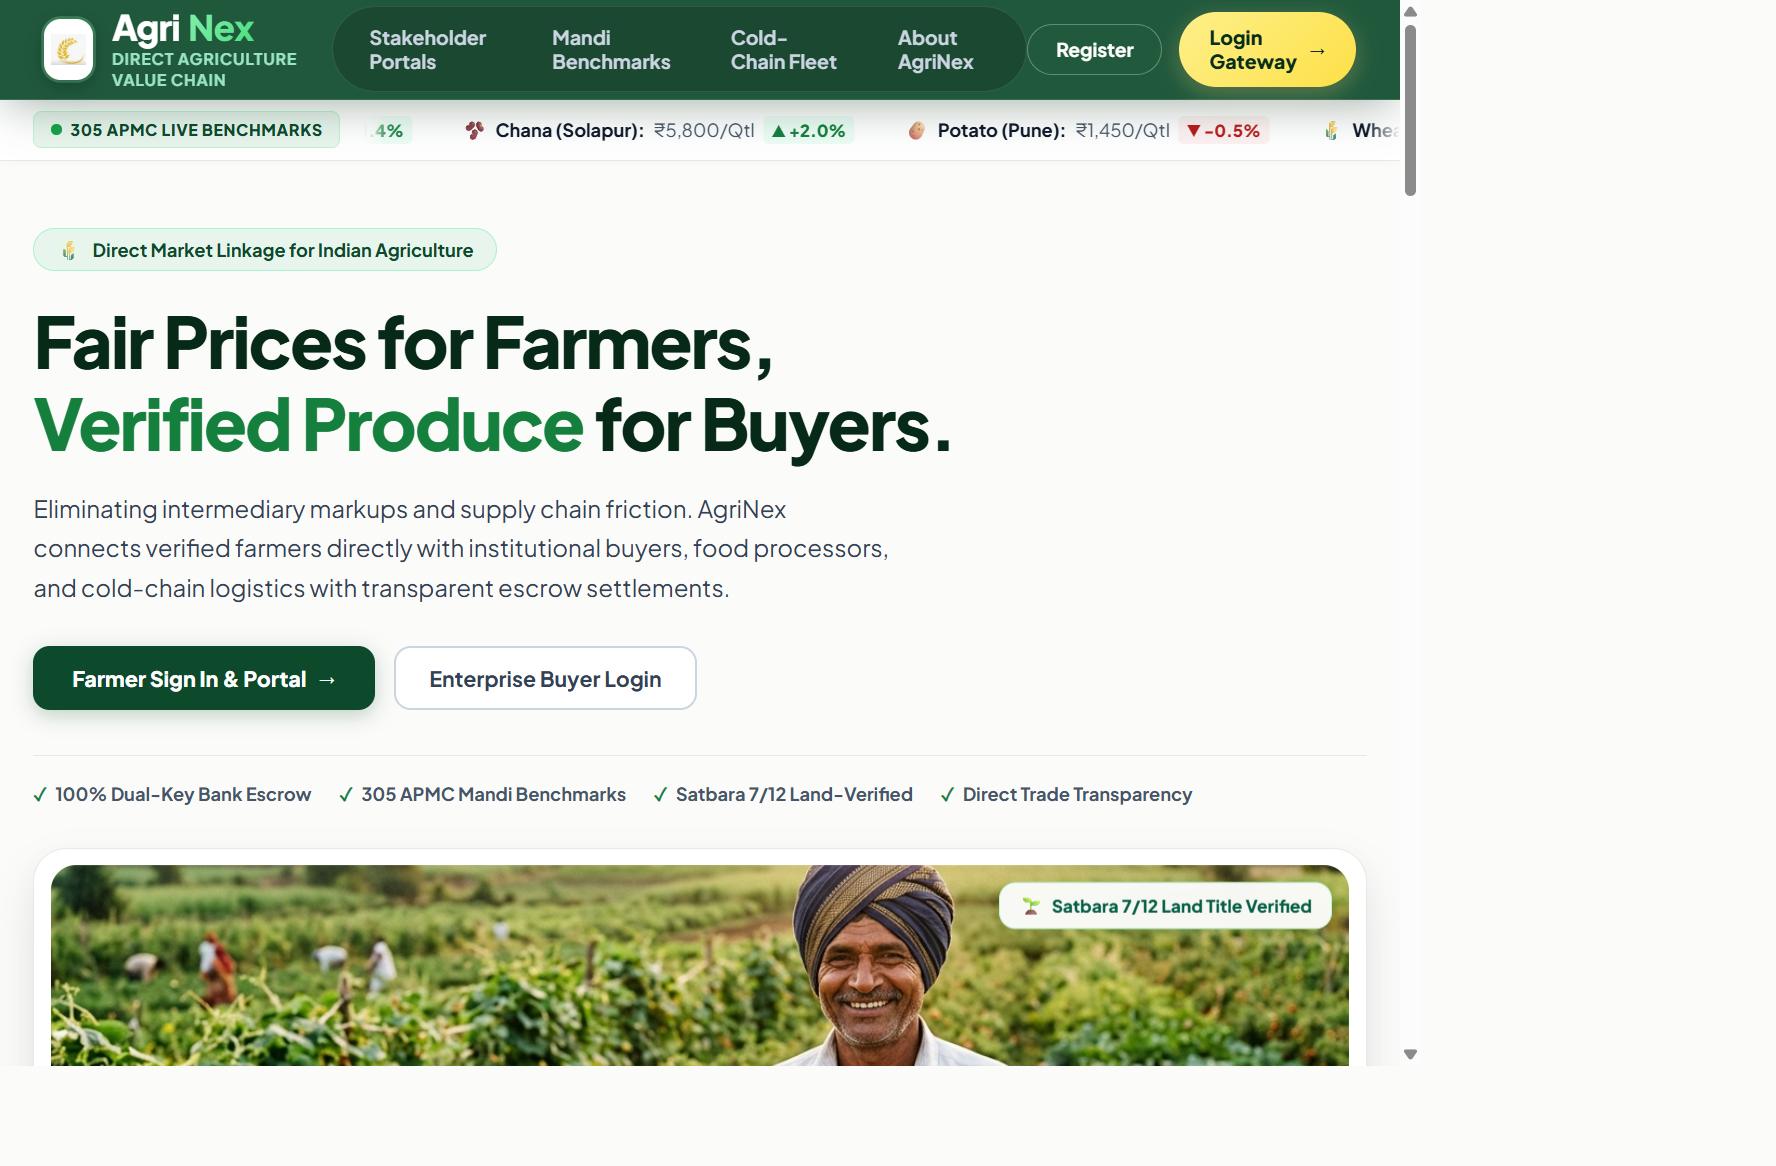 Agri Nex
DIRECT AGRICULTURE
VALUE CHAIN
Stakeholder
Portals
Mandi
Benchmarks
Cold-
Chain Fleet
About
AgriNex
Register
Login
Gateway →
305 APMC LIVE BENCHMARKS
.4%
Chana (Solapur): ₹5,800/Qtl ▲+2.0%
Potato (Pune): ₹1,450/Qtl ▼-0.5%
Direct Market Linkage for Indian Agriculture
Fair Prices for Farmers,
Verified Produce for Buyers.
Eliminating intermediary markups and supply chain friction. AgriNex
connects verified farmers directly with institutional buyers, food processors,
and cold-chain logistics with transparent escrow settlements.
Farmer Sign In & Portal →
Enterprise Buyer Login
✓ 100% Dual-Key Bank Escrow
✓ 305 APMC Mandi Benchmarks
✓ Satbara 7/12 Land-Verified
✓ Direct Trade Transparency
Satbara 7/12 Land Title Verified